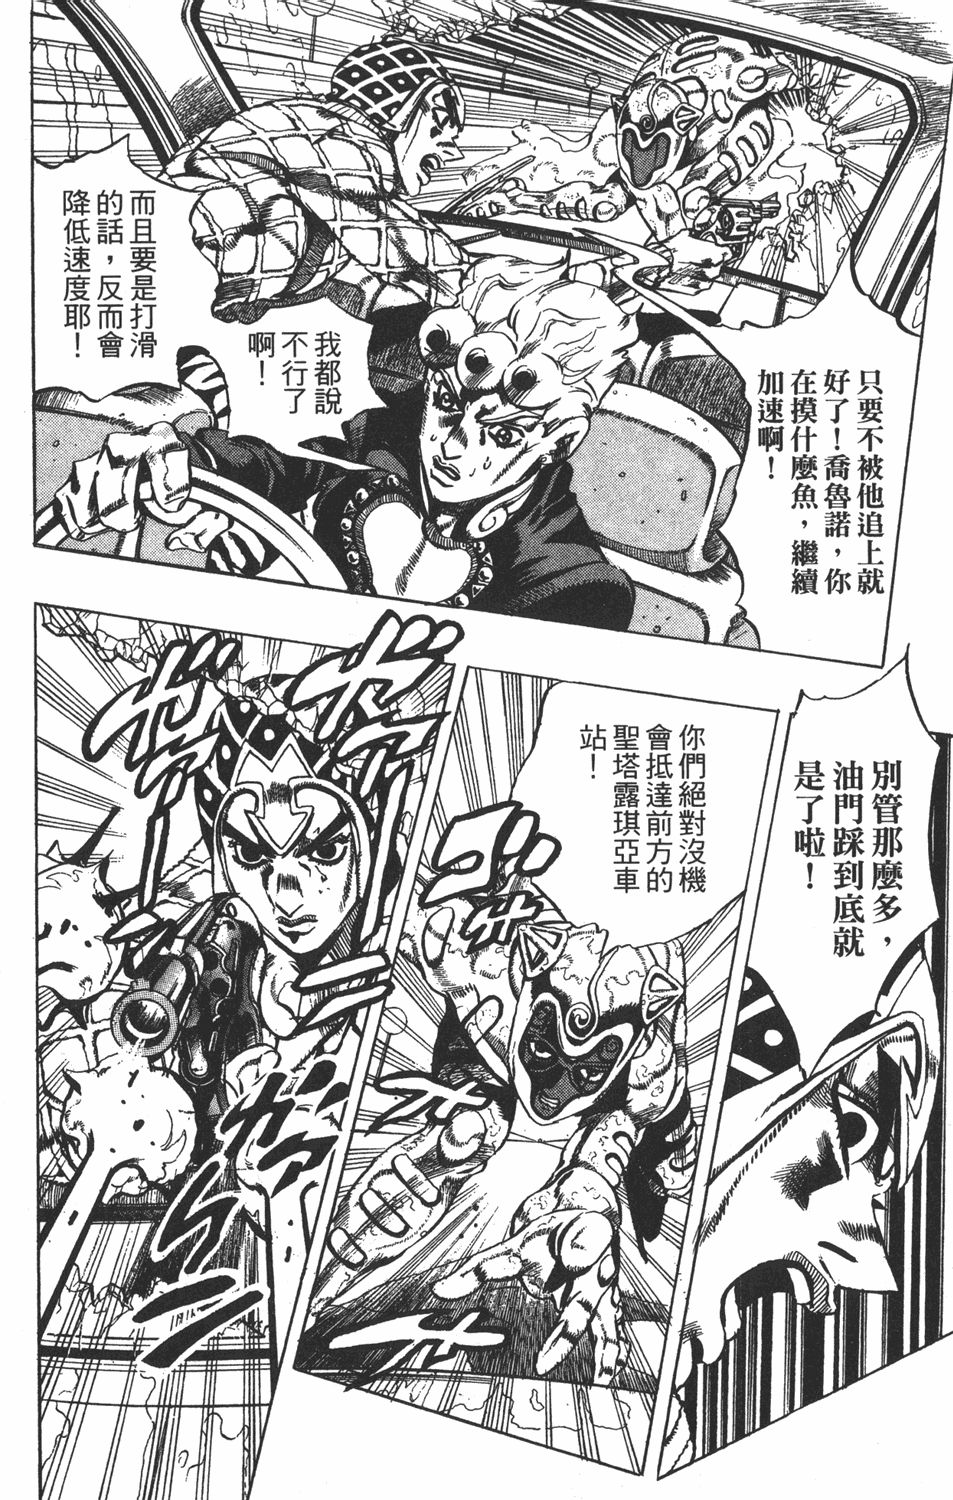 只要不被他追上就
好了！喬魯諾，你
在摸什麼魚，繼續
加速啊！
我都說
不行了
啊！
而且要是打滑
的話，反而會
降低速度耶！
別管那麼多，
油門踩到底就
是了啦！
你們絕對沒機
會抵達前方的
聖塔露琪亞車
站！